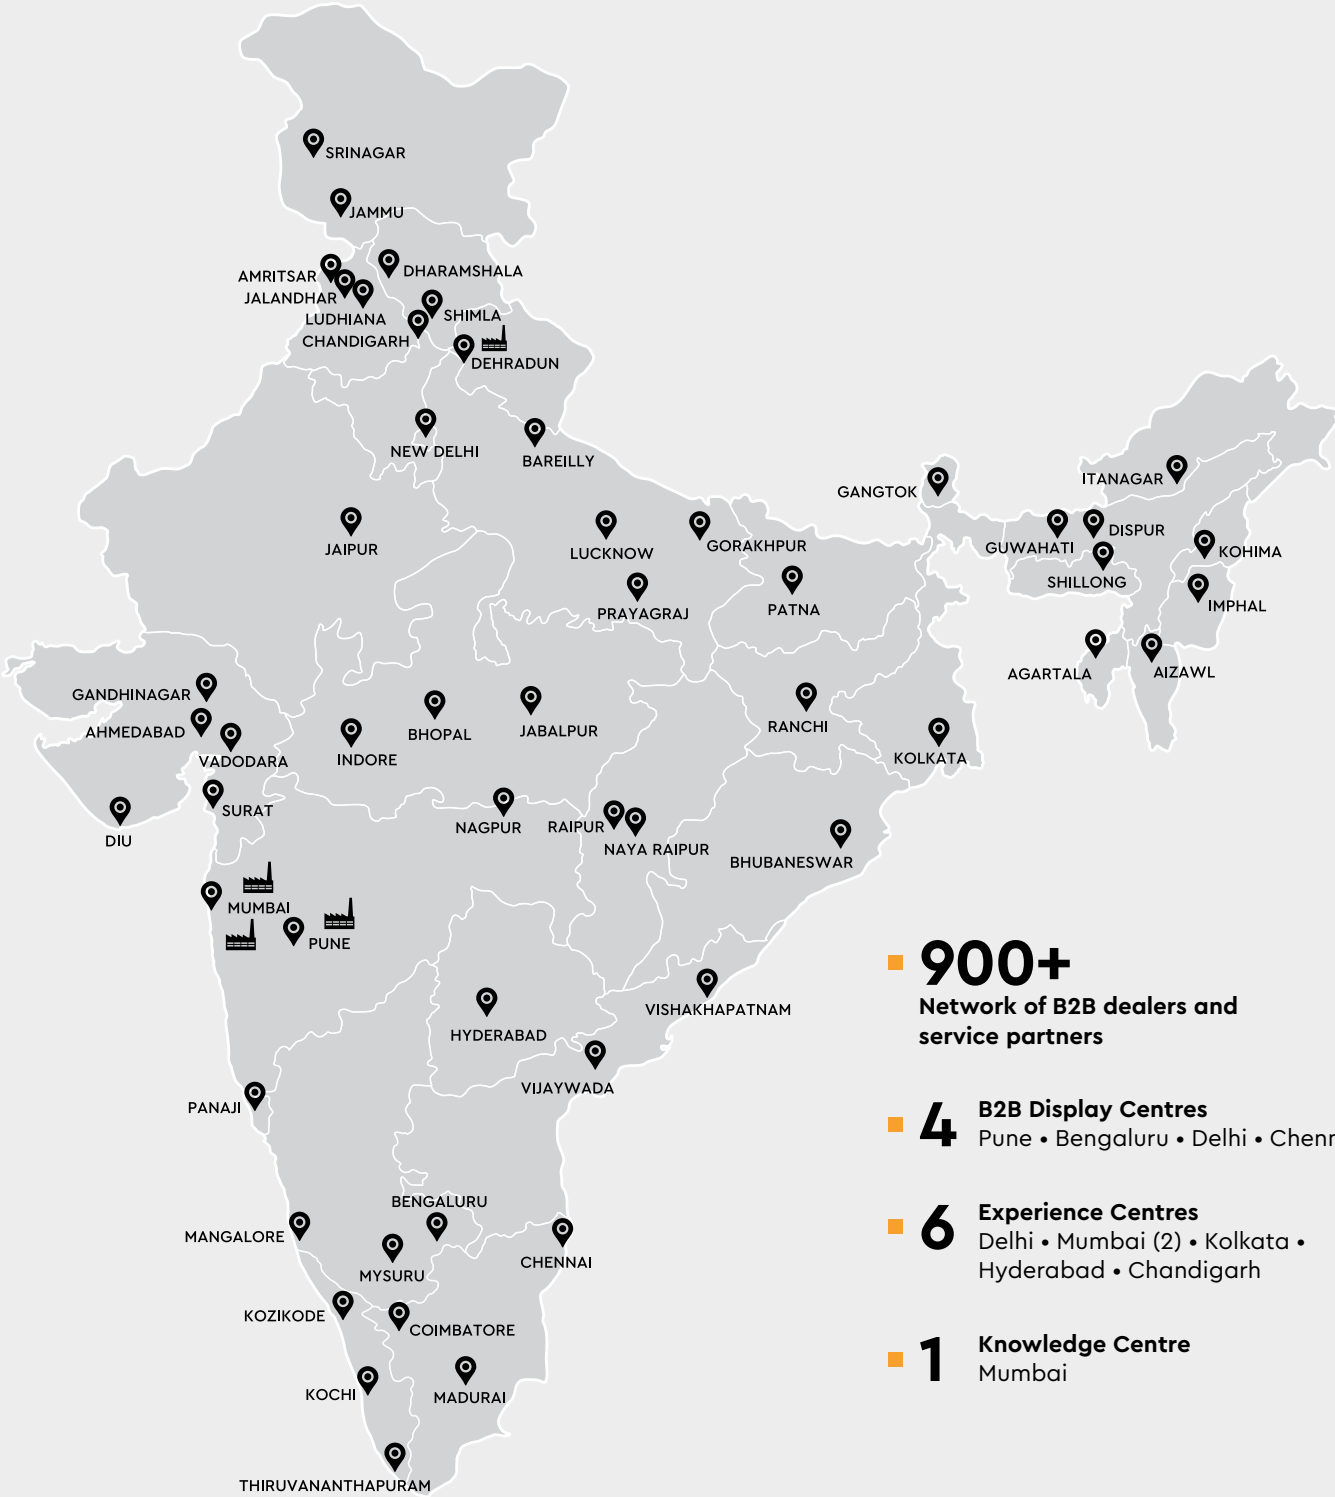 SRINAGAR
JAMMU
AMRITSAR
DHARAMSHALA
JALANDHAR
LUDHIANA
SHIMLA
CHANDIGARH
DEHRADUN
NEW DELHI
BAREILLY
GANGTOK
ITANAGAR
JAIPUR
LUCKNOW
GORAKHPUR
GUWAHATI
DISPUR
KOHIMA
SHILLONG
PRAYAGRAJ
PATNA
IMPHAL
AGARTALA
AIZAWL
GANDHINAGAR
AHMEDABAD
VADODARA
INDORE
BHOPAL
JABALPUR
RANCHI
KOLKATA
SURAT
DIU
NAGPUR
RAIPUR
NAYA RAIPUR
BHUBANESWAR
MUMBAI
PUNE
HYDERABAD
VISHAKHAPATNAM
VIJAYWADA
PANAJI
BENGALURU
MANGALORE
MYSURU
CHENNAI
KOZIKODE
COIMBATORE
KOCHI
MADURAI
THIRUVANANTHAPURAM
900+
Network of B2B dealers and
service partners
4
B2B Display Centres
Pune • Bengaluru • Delhi •
6
Experience Centres
Delhi • Mumbai (2) • Kolkata •
Hyderabad • Chandigarh
1
Knowledge Centre
Mumbai